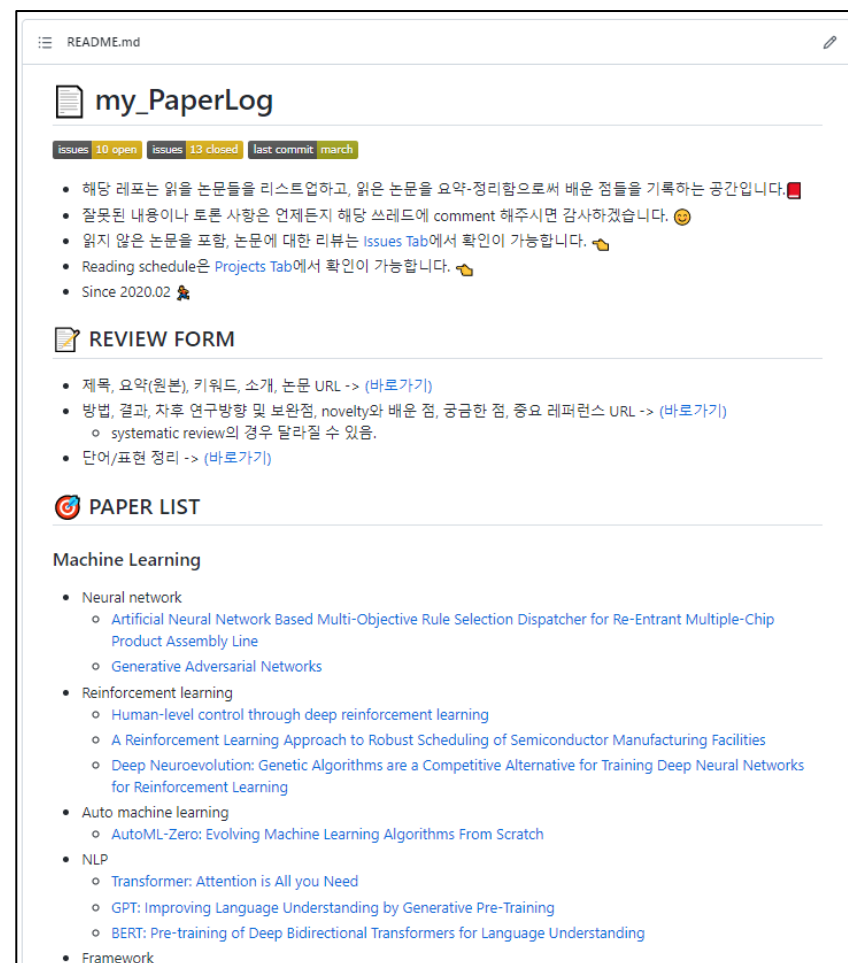 README.md
my_PaperLog
issues 10 open issues 13 closed last commit march
해당 레포는 읽을 논문들을 리스트업하고, 읽은 논문을 요약-정리함으로써 배운 점들을 기록하는 공간입니다.
잘못된 내용이나 토론 사항은 언제든지 해당 쓰레드에 comment 해주시면 감사하겠습니다.
읽지 않은 논문을 포함, 논문에 대한 리뷰는 Issues Tab에서 확인이 가능합니다.
Reading schedule은 Projects Tab에서 확인이 가능합니다.
Since 2020.02
REVIEW FORM
제목, 요약(원본), 키워드, 소개, 논문 URL -> (바로가기)
방법, 결과, 차후 연구방향 및 보완점, novelty와 배운 점, 궁금한 점, 중요 레퍼런스 URL -> (바로가기)
systematic review의 경우 달라질 수 있음.
단어/표현 정리 -> (바로가기)
PAPER LIST
Machine Learning
Neural network
Artificial Neural Network Based Multi-Objective Rule Selection Dispatcher for Re-Entrant Multiple-Chip
Product Assembly Line
Generative Adversarial Networks
Reinforcement learning
Human-level control through deep reinforcement learning
A Reinforcement Learning Approach to Robust Scheduling of Semiconductor Manufacturing Facilities
Deep Neuroevolution: Genetic Algorithms are a Competitive Alternative for Training Deep Neural Networks
for Reinforcement Learning
Auto machine learning
AutoML-Zero: Evolving Machine Learning Algorithms From Scratch
NLP
Transformer: Attention is All you Need
GPT: Improving Language Understanding by Generative Pre-Training
BERT: Pre-training of Deep Bidirectional Transformers for Language Understanding
Framework